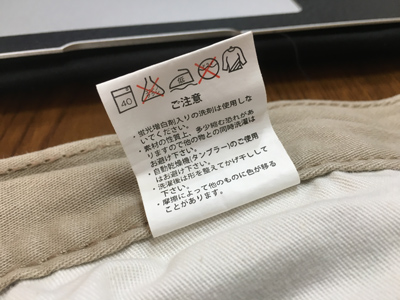 40
ご注意
・蛍光増白剤入りの洗剤は使用しな
いでください。
・素材の性質上、多少縮む恐れがあ
りますので他の物との同時洗濯は
お避け下さい。
・自動乾燥機(タンブラー)のご使用
はお避け下さい。
・洗濯後は形を整えてかげ干しして
下さい。
・摩擦によって他のものに色が移る
ことがあります。